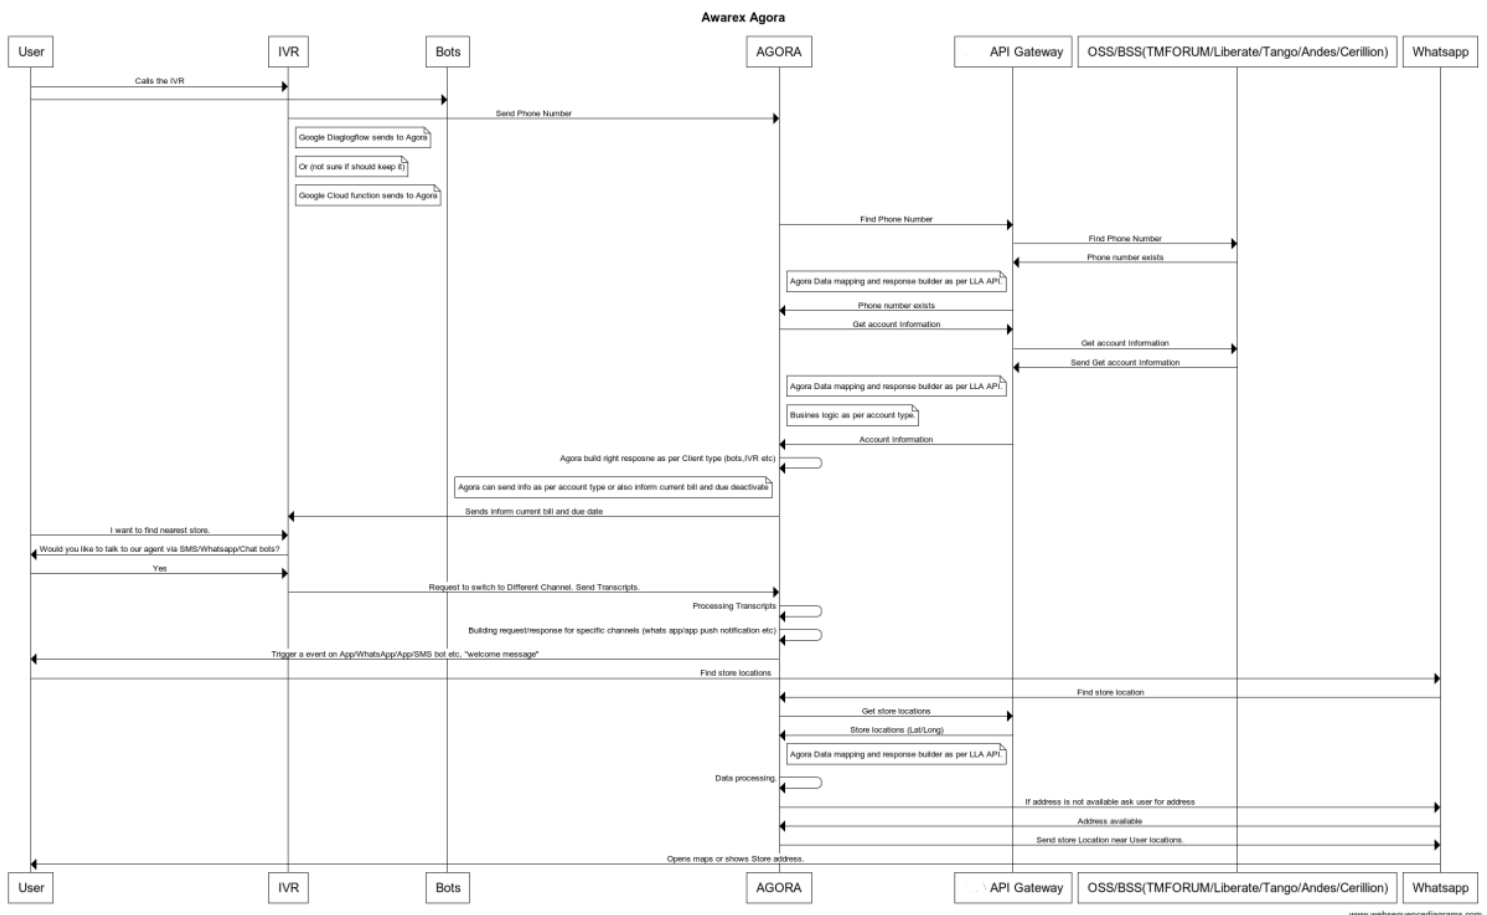 Awarex Agora
User
IVR
Bots
AGORA
API Gateway
OSS/BSS(TMFORUM/Liberate/Tango/Andes/Cerillion)
Whatsapp
Calls the IVR
Send Phone Number
Google Diaglogflow sends to Agora
Or (not sure if should keep it)
Google Cloud function sends to Agora
Find Phone Number
Find Phone Number
Phone number exists
Agora Data mapping and response builder as per LLA API.
Phone number exists
Get account Information
Get account Information
Send Get account Information
Agora Data mapping and response builder as per LLA API.
Busines logic as per account type.
Account Information
Agora build right resposne as per Client type (bots,IVR etc)
Agora can send info as per account type or also inform current bill and due deactivate
Sends inform current bill and due date
I want to find nearest store.
Would you like to talk to our agent via SMS/Whatsapp/Chat bots?
Yes
Request to switch to Different Channel. Send Transcripts.
Processing Transcripts
Building request/response for specific channels (whats app/app push notification etc)
Trigger a event on App/WhatsApp/App/SMS bot etc, "welcome message"
Find store locations
Find store location
Get store locations
Store locations (Lat/Long)
Agora Data mapping and response builder as per LLA API.
Data processing.
If address is not available ask user for address
Address available
Send store Location near User locations.
Opens maps or shows Store address.
User
IVR
Bots
AGORA
API Gateway
OSS/BSS(TMFORUM/Liberate/Tango/Andes/Cerillion)
Whatsapp
www.websequencediagrams.com